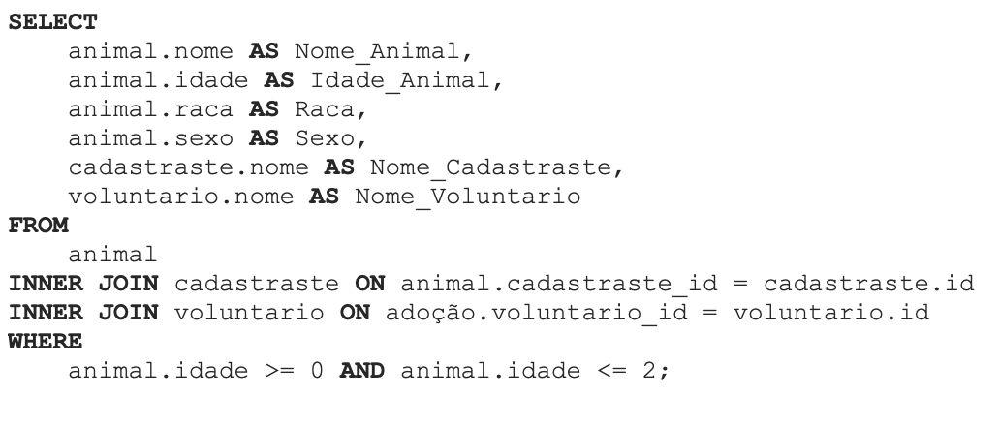 SELECT
animal.nome AS Nome_Animal,
animal.idade AS Idade_Animal,
animal.raca AS Raca,
animal.sexo AS Sexo,
cadastraste.nome AS Nome_Cadastraste,
voluntario.nome AS Nome_Voluntario
FROM
animal
INNER JOIN cadastraste ON animal.cadastraste_id = cadastraste.id
INNER JOIN voluntario ON adoção.voluntario_id = voluntario.id
WHERE
animal.idade >= 0 AND animal.idade <= 2;